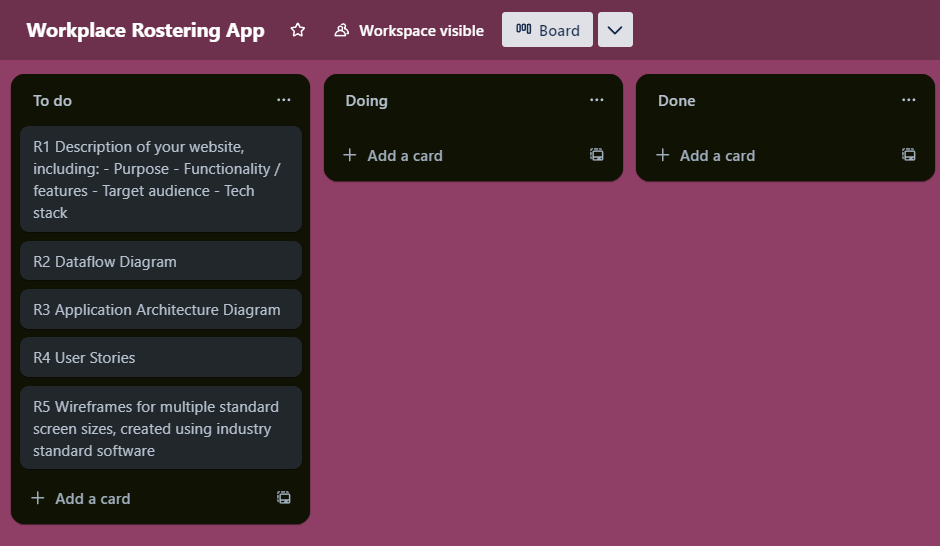 Workplace Rostering App
Workspace visible
Board
To do
R1 Description of your website,
including: - Purpose - Functionality /
features - Target audience - Tech
stack
R2 Dataflow Diagram
R3 Application Architecture Diagram
R4 User Stories
R5 Wireframes for multiple standard
screen sizes, created using industry
standard software
+ Add a card
Doing
+ Add a card
Done
+ Add a card